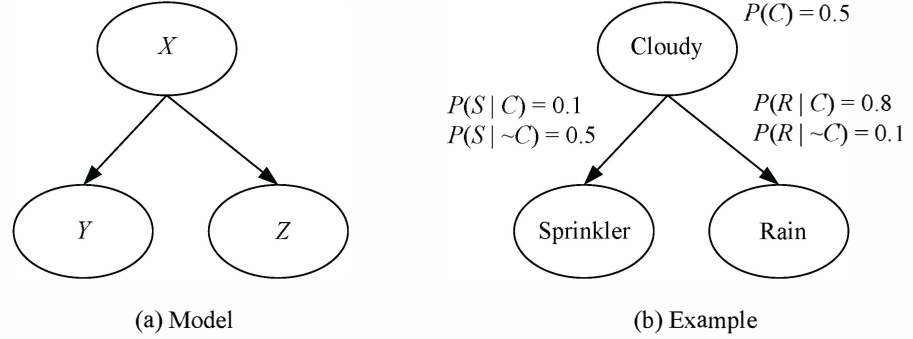 X
Y
Z
(a) Model
P(C) = 0.5
Cloudy
P(S | C) = 0.1
P(S | ~C) = 0.5
P(R | C) = 0.8
P(R | ~C) = 0.1
Sprinkler
Rain
(b) Example